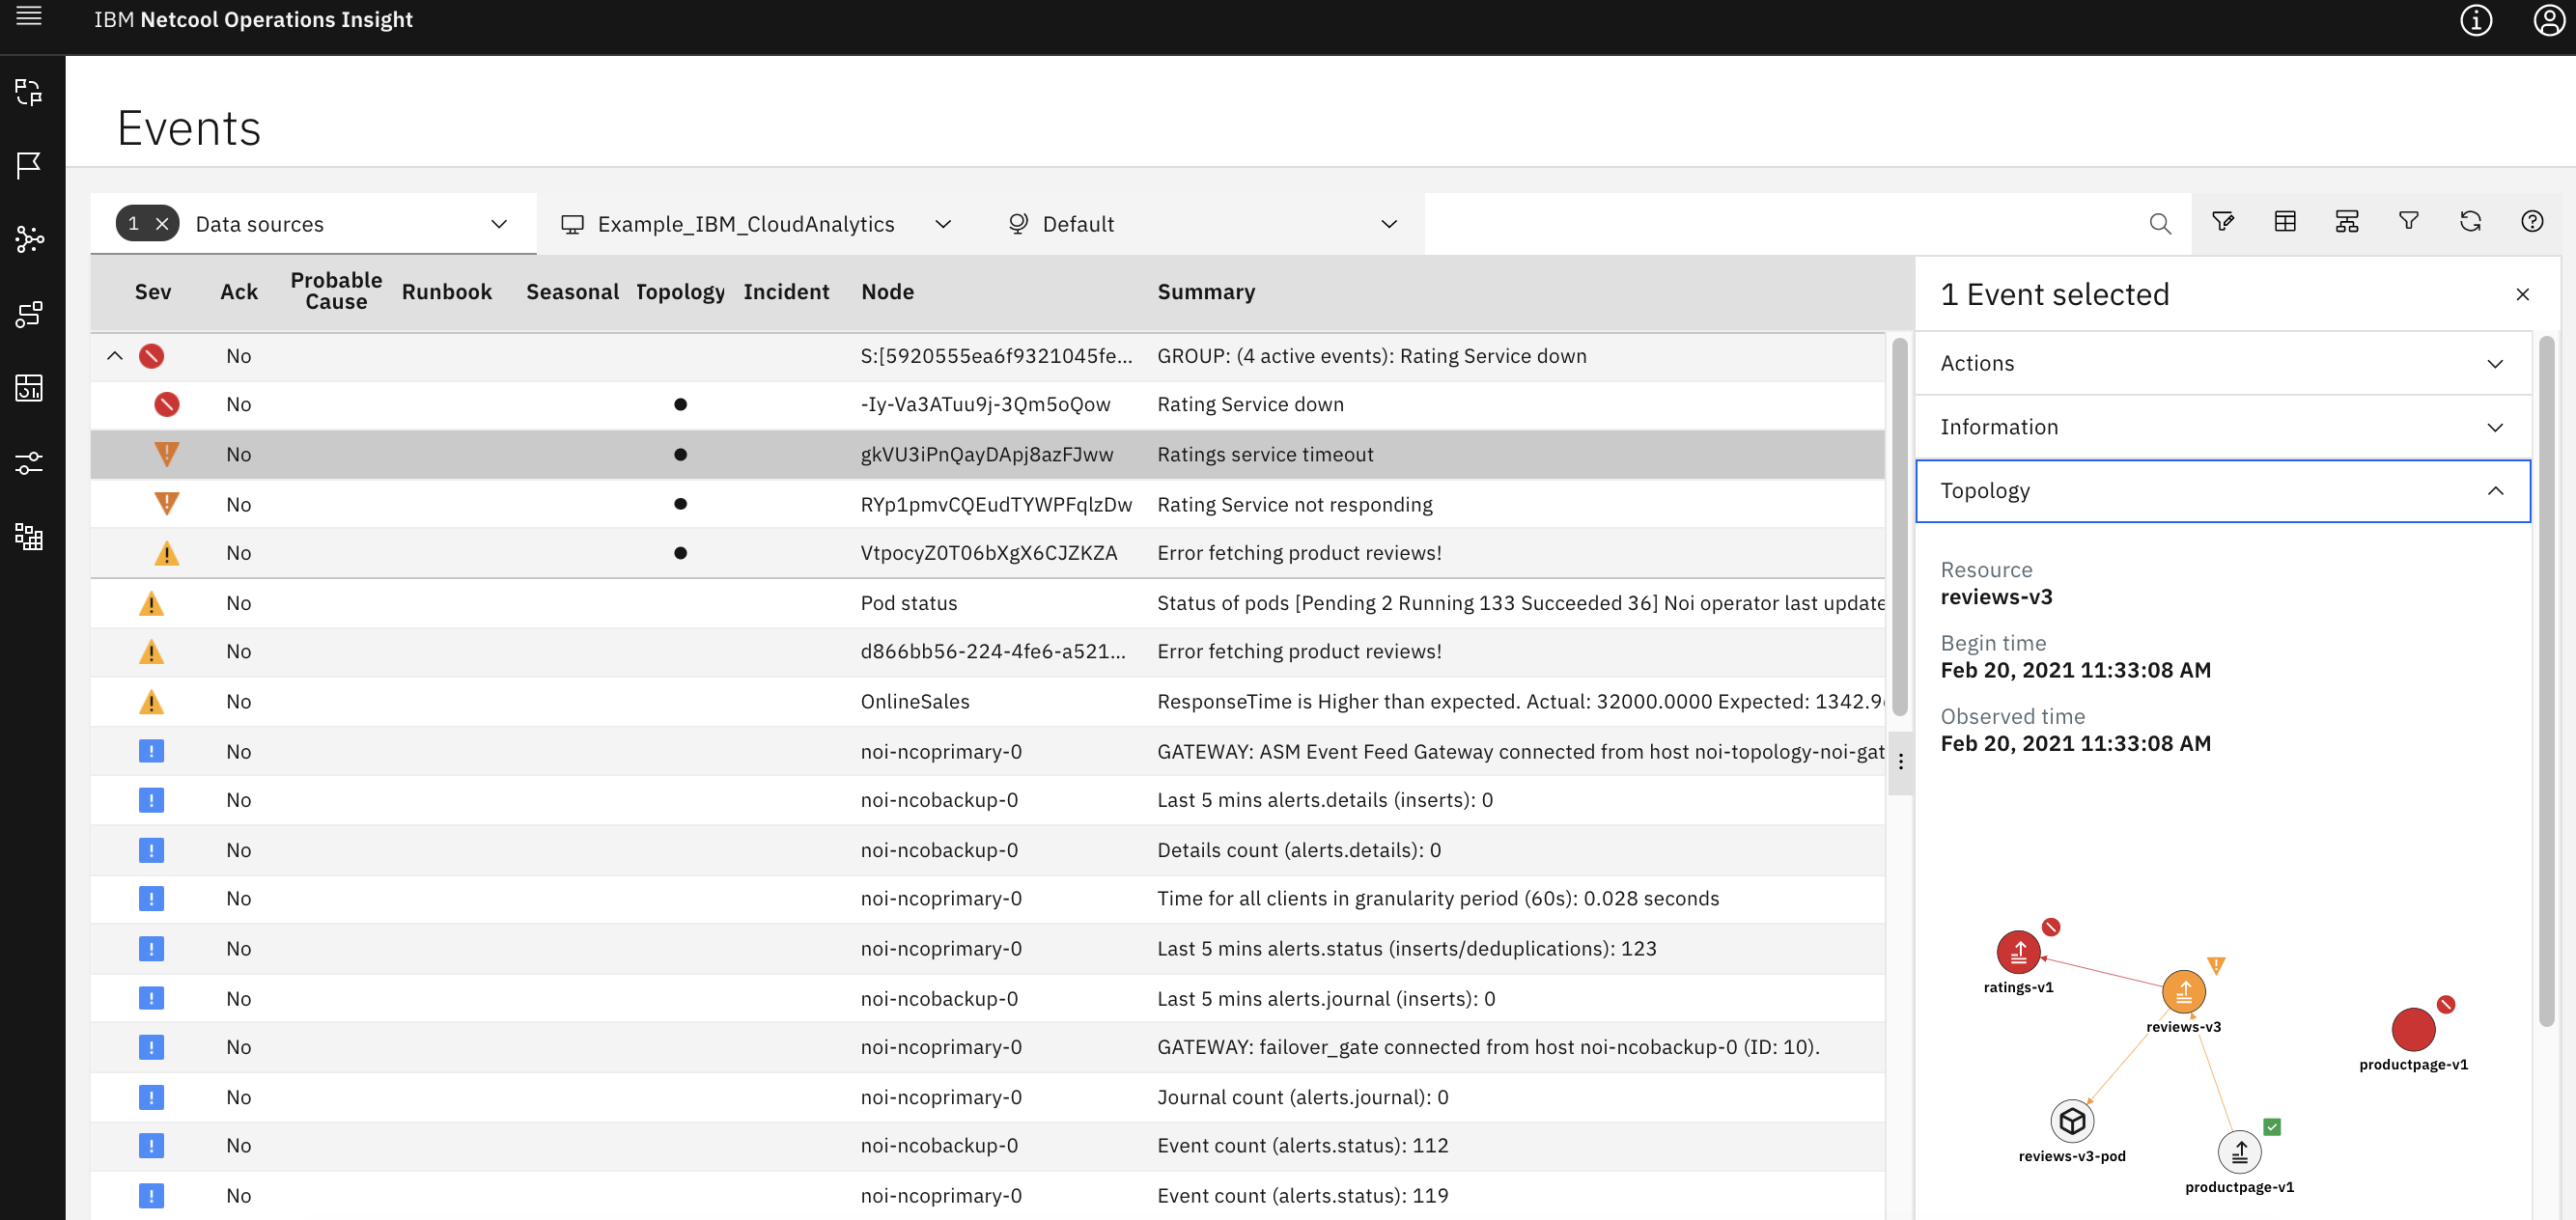 IBM Netcool Operations Insight
Events
1 Data sources
Example_IBM_CloudAnalytics
Default
Sev Ack Probable Cause Runbook Seasonal Topology Incident Node Summary
No S:[5920555ea6f9321045fe... GROUP: (4 active events): Rating Service down
No -Iy-Va3ATuu9j-3Qm5oQow Rating Service down
No gkVU3iPnQayDApj8azFJww Ratings service timeout
No RYp1pmvCQEudTYWPFqlzDw Rating Service not responding
No VtpocyZ0T06bXgX6CJZKZA Error fetching product reviews!
No Pod status Status of pods [Pending 2 Running 133 Succeeded 36] Noi operator last update
No d866bb56-224-4fe6-a521... Error fetching product reviews!
No OnlineSales ResponseTime is Higher than expected. Actual: 32000.0000 Expected: 1342.9
No noi-ncoprimary-0 GATEWAY: ASM Event Feed Gateway connected from host noi-topology-noi-gat
No noi-ncobackup-0 Last 5 mins alerts.details (inserts): 0
No noi-ncobackup-0 Details count (alerts.details): 0
No noi-ncoprimary-0 Time for all clients in granularity period (60s): 0.028 seconds
No noi-ncoprimary-0 Last 5 mins alerts.status (inserts/deduplications): 123
No noi-ncobackup-0 Last 5 mins alerts.journal (inserts): 0
No noi-ncoprimary-0 GATEWAY: failover_gate connected from host noi-ncobackup-0 (ID: 10).
No noi-ncoprimary-0 Journal count (alerts.journal): 0
No noi-ncobackup-0 Event count (alerts.status): 112
No noi-ncoprimary-0 Event count (alerts.status): 119
1 Event selected
Actions
Information
Topology
Resource
reviews-v3
Begin time
Feb 20, 2021 11:33:08 AM
Observed time
Feb 20, 2021 11:33:08 AM
ratings-v1
reviews-v3
productpage-v1
reviews-v3-pod
productpage-v1